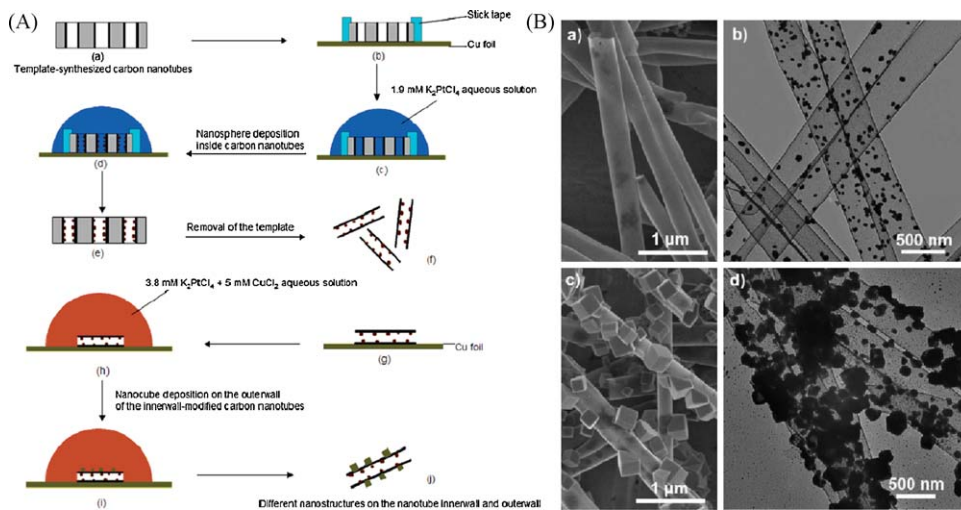 (A)
Stick tape
Cu foil
(a)
Template-synthesized carbon nanotubes
(b)
1.9 mM K₂PtCl₄ aqueous solution
Nanosphere deposition
inside carbon nanotubes
(d)
(c)
Removal of the template
(e)
(f)
3.8 mM K₂PtCl₄ + 5 mM CuCl₂ aqueous solution
Cu foil
(g)
(h)
Nanocube deposition on the outerwall
of the innerwall-modified carbon nanotubes
(j)
(i)
Different nanostructures on the nanotube innerwall and outerwall
(B)
a)
1 µm
b)
500 nm
c)
1 µm
d)
500 nm